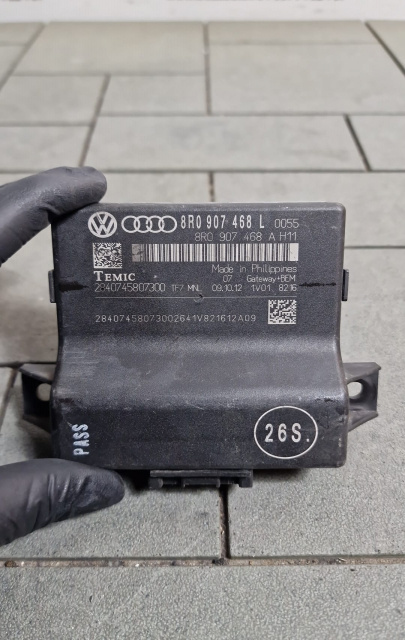 8R0 907 468 L 0055
8R0 907 468 A H11
TEMIC
Made in Philippines
07 Gateway+BEM
2840745807300 TF7 MNL 09.10.12 1V01 8216
28407458073002641V821612A09
PASS
26S.